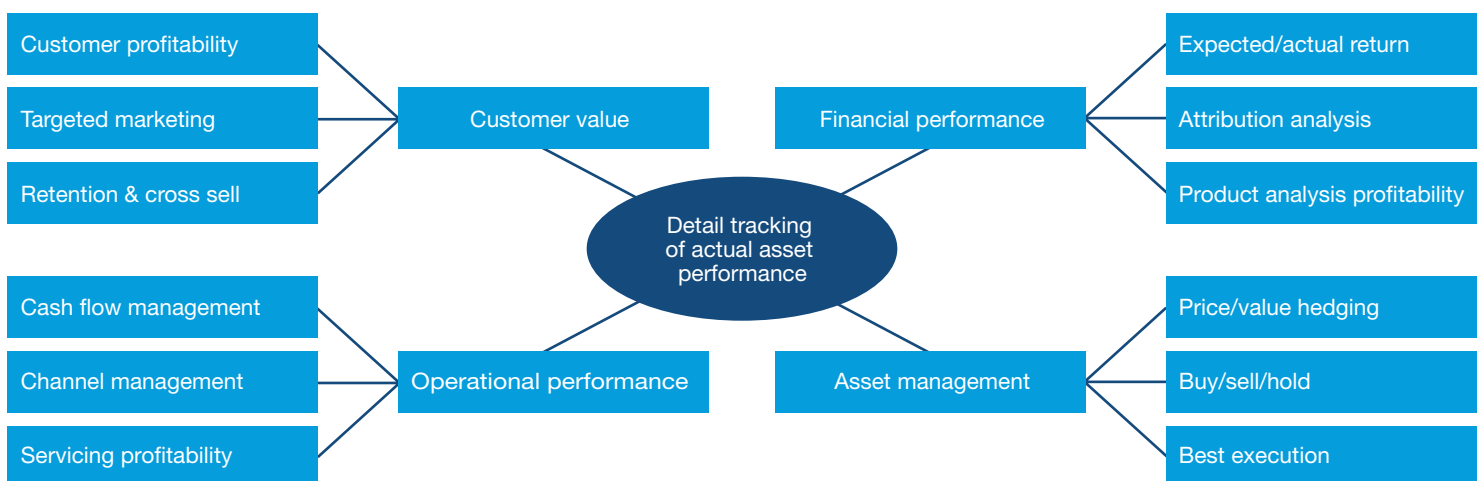 Customer profitability
Targeted marketing
Retention & cross sell
Customer value
Financial performance
Expected/actual return
Attribution analysis
Product analysis profitability
Detail tracking
of actual asset
performance
Cash flow management
Channel management
Servicing profitability
Operational performance
Asset management
Price/value hedging
Buy/sell/hold
Best execution